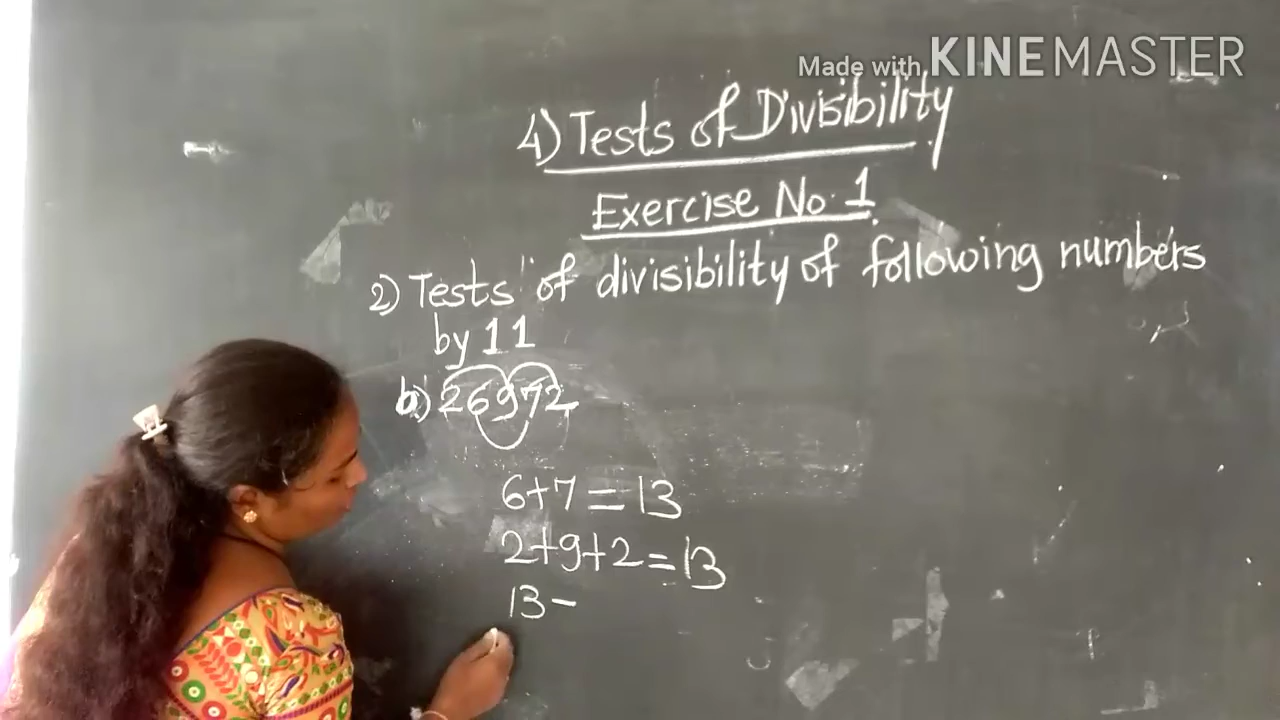 Made with KINEMASTER
4) Tests of Divisibility
Exercise No. 1
2) Tests of divisibility of following numbers
by 11
b) 26972
6+7=13
2+9+2=13
13-